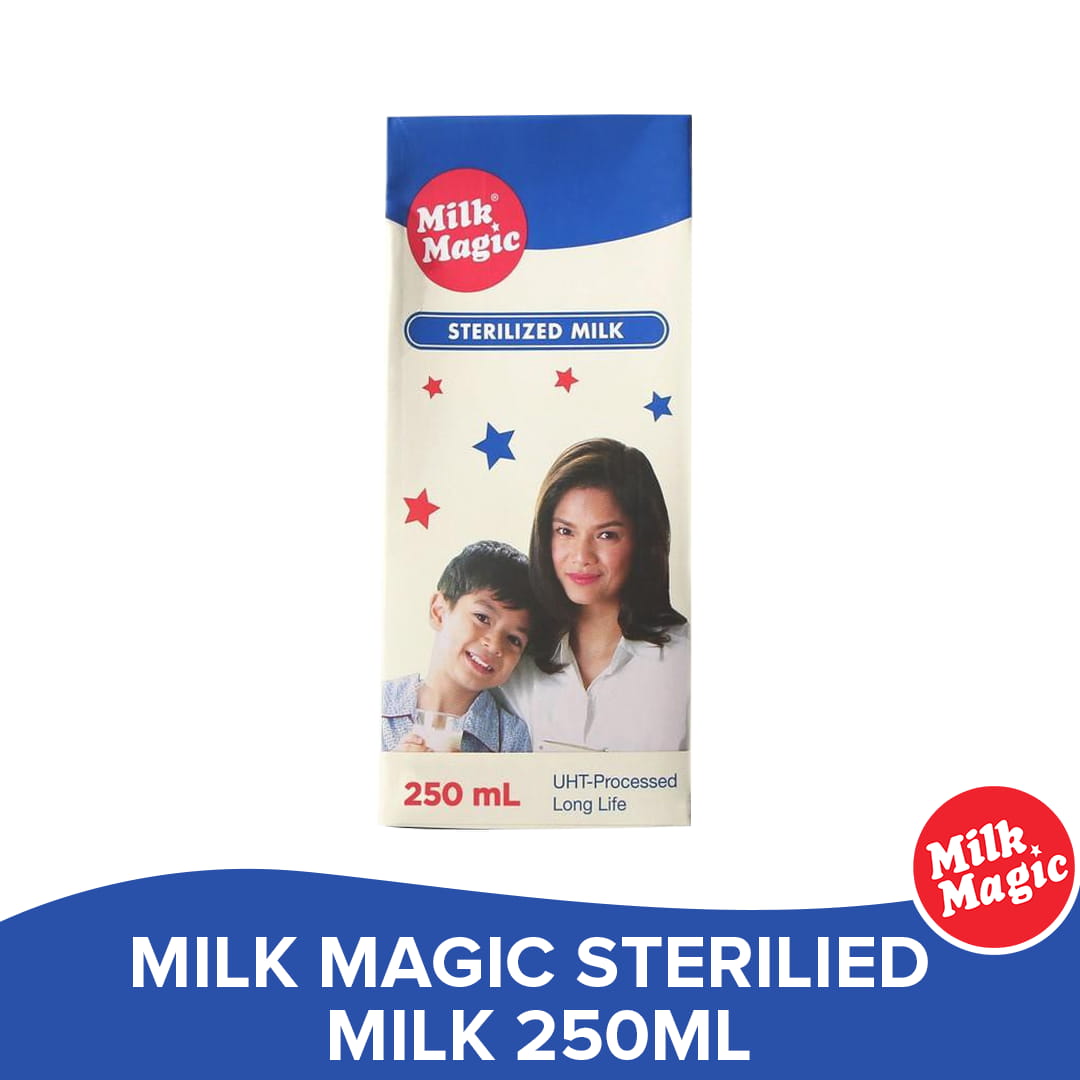 Milk®
Magic
STERILIZED MILK
250 mL
UHT-Processed
Long Life
Milk
Magic
MILK MAGIC STERILIED
MILK 250ML